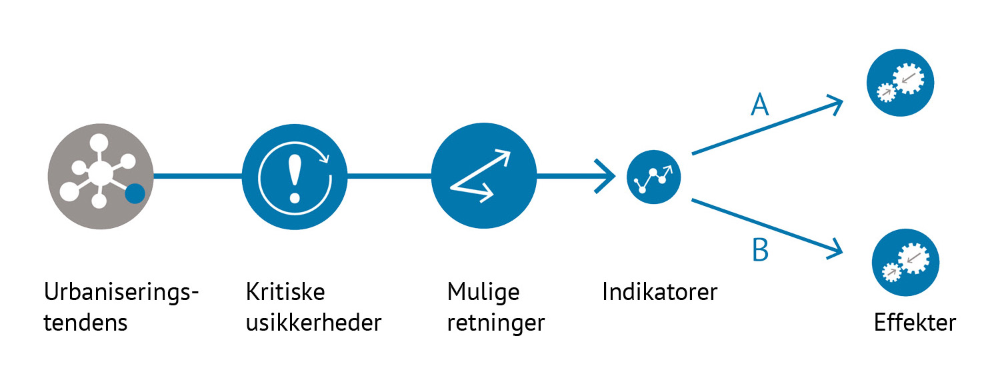 A
B
Urbaniserings-
tendens
Kritiske
usikkerheder
Mulige
retninger
Indikatorer
Effekter